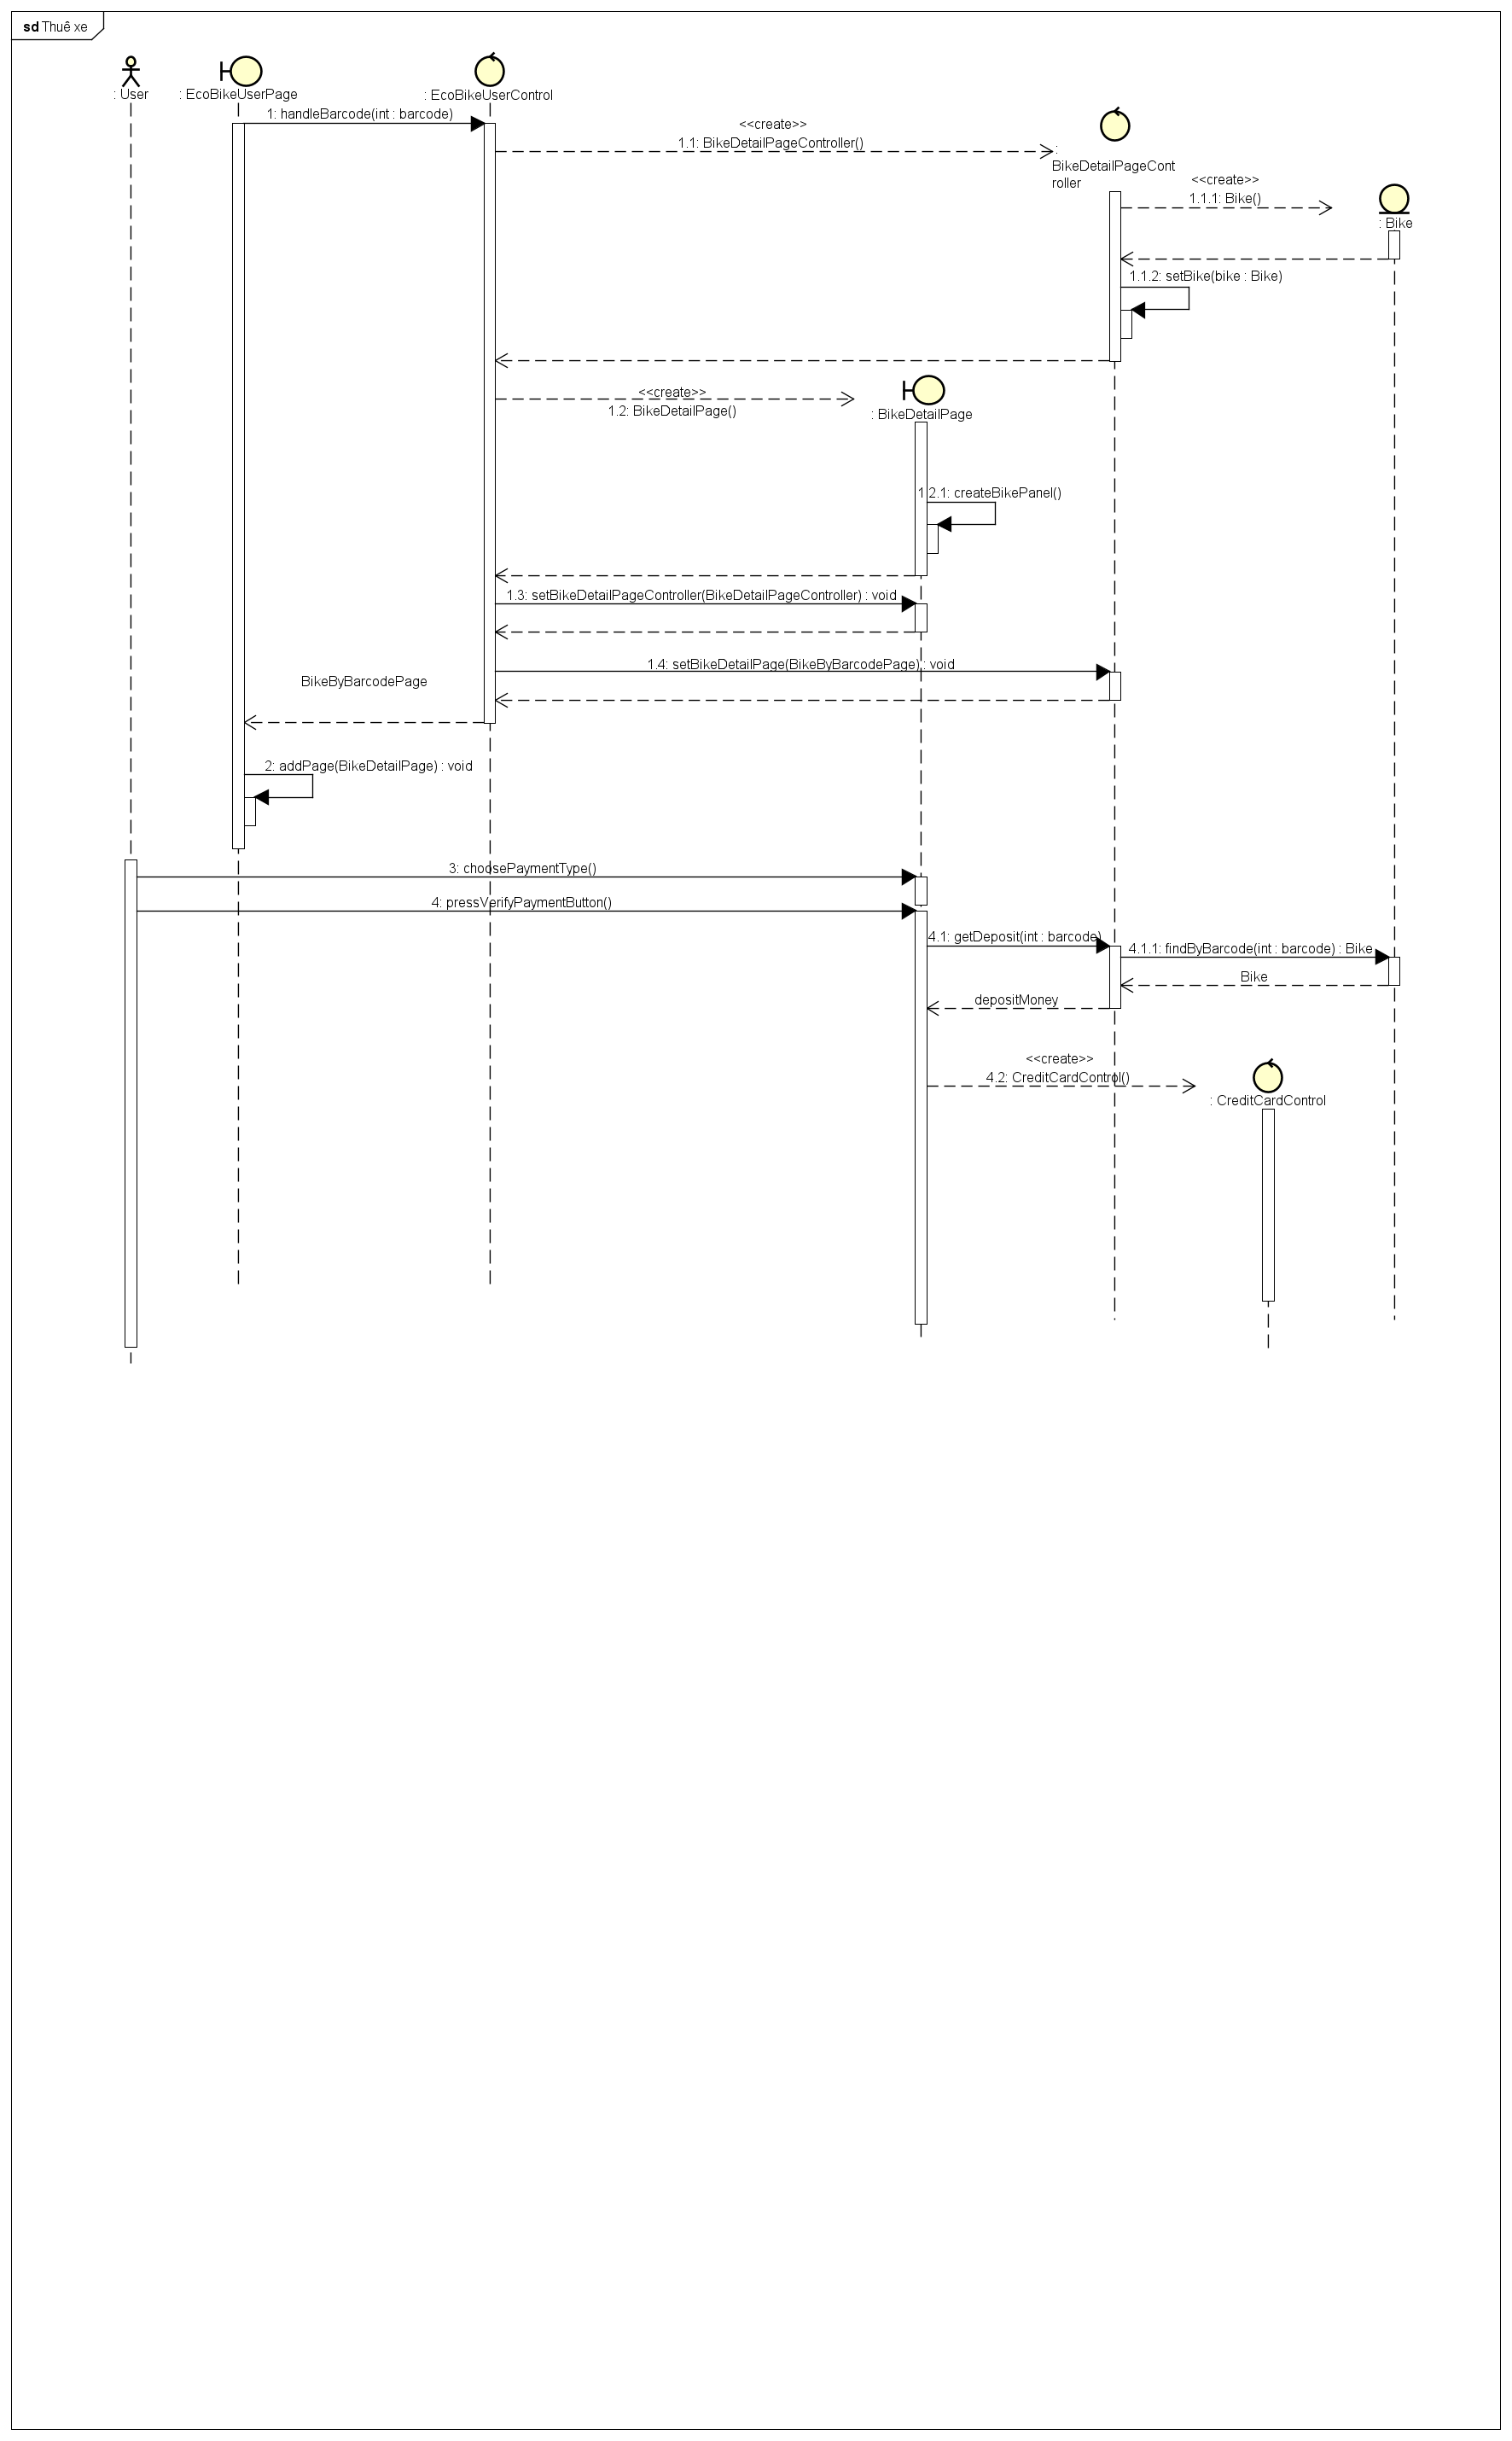 sd Thuê xe
: User
: EcoBikeUserPage
: EcoBikeUserControl
1: handleBarcode(int : barcode)
<<create>>
1.1: BikeDetailPageController()
:
BikeDetailPageCont
roller
<<create>>
1.1.1: Bike()
: Bike
1.1.2: setBike(bike : Bike)
<<create>>
1.2: BikeDetailPage()
: BikeDetailPage
1.2.1: createBikePanel()
1.3: setBikeDetailPageController(BikeDetailPageController) : void
1.4: setBikeDetailPage(BikeByBarcodePage) : void
BikeByBarcodePage
2: addPage(BikeDetailPage) : void
3: choosePaymentType()
4: pressVerifyPaymentButton()
4.1: getDeposit(int : barcode)
4.1.1: findByBarcode(int : barcode) : Bike
Bike
depositMoney
<<create>>
4.2: CreditCardControl()
: CreditCardControl